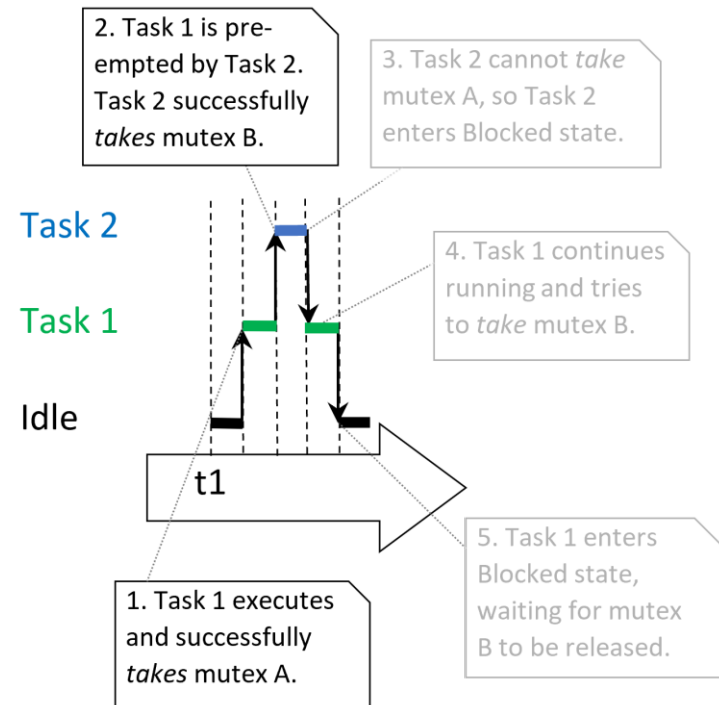 2. Task 1 is pre-
empted by Task 2.
Task 2 successfully
takes mutex B.
3. Task 2 cannot take
mutex A, so Task 2
enters Blocked state.
Task 2
4. Task 1 continues
running and tries
to take mutex B.
Task 1
Idle
t1
5. Task 1 enters
Blocked state,
waiting for mutex
B to be released.
1. Task 1 executes
and successfully
takes mutex A.